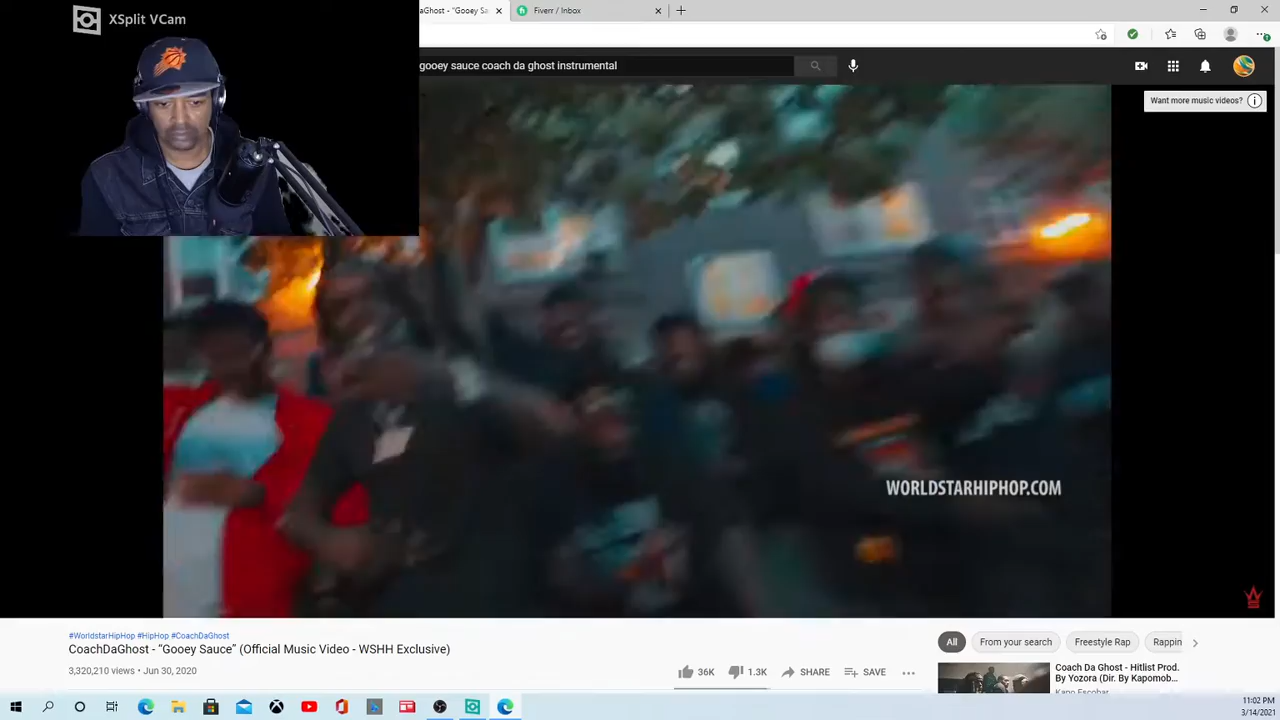 XSplit VCam
aGhost - "Gooey Sa
Fiverr / Inbox
gooey sauce coach da ghost instrumental
Want more music videos?
WORLDSTARHIPHOP.COM
#WorldstarHipHop #HipHop #CoachDaGhost
CoachDaGhost - “Gooey Sauce” (Official Music Video - WSHH Exclusive)
3,320,210 views • Jun 30, 2020
36K
1.3K
SHARE
SAVE
All
From your search
Freestyle Rap
Rappin
Coach Da Ghost - Hitlist Prod.
By Yozora (Dir. By Kapomob...
Kapo Escobar
11:02 PM
3/14/2021